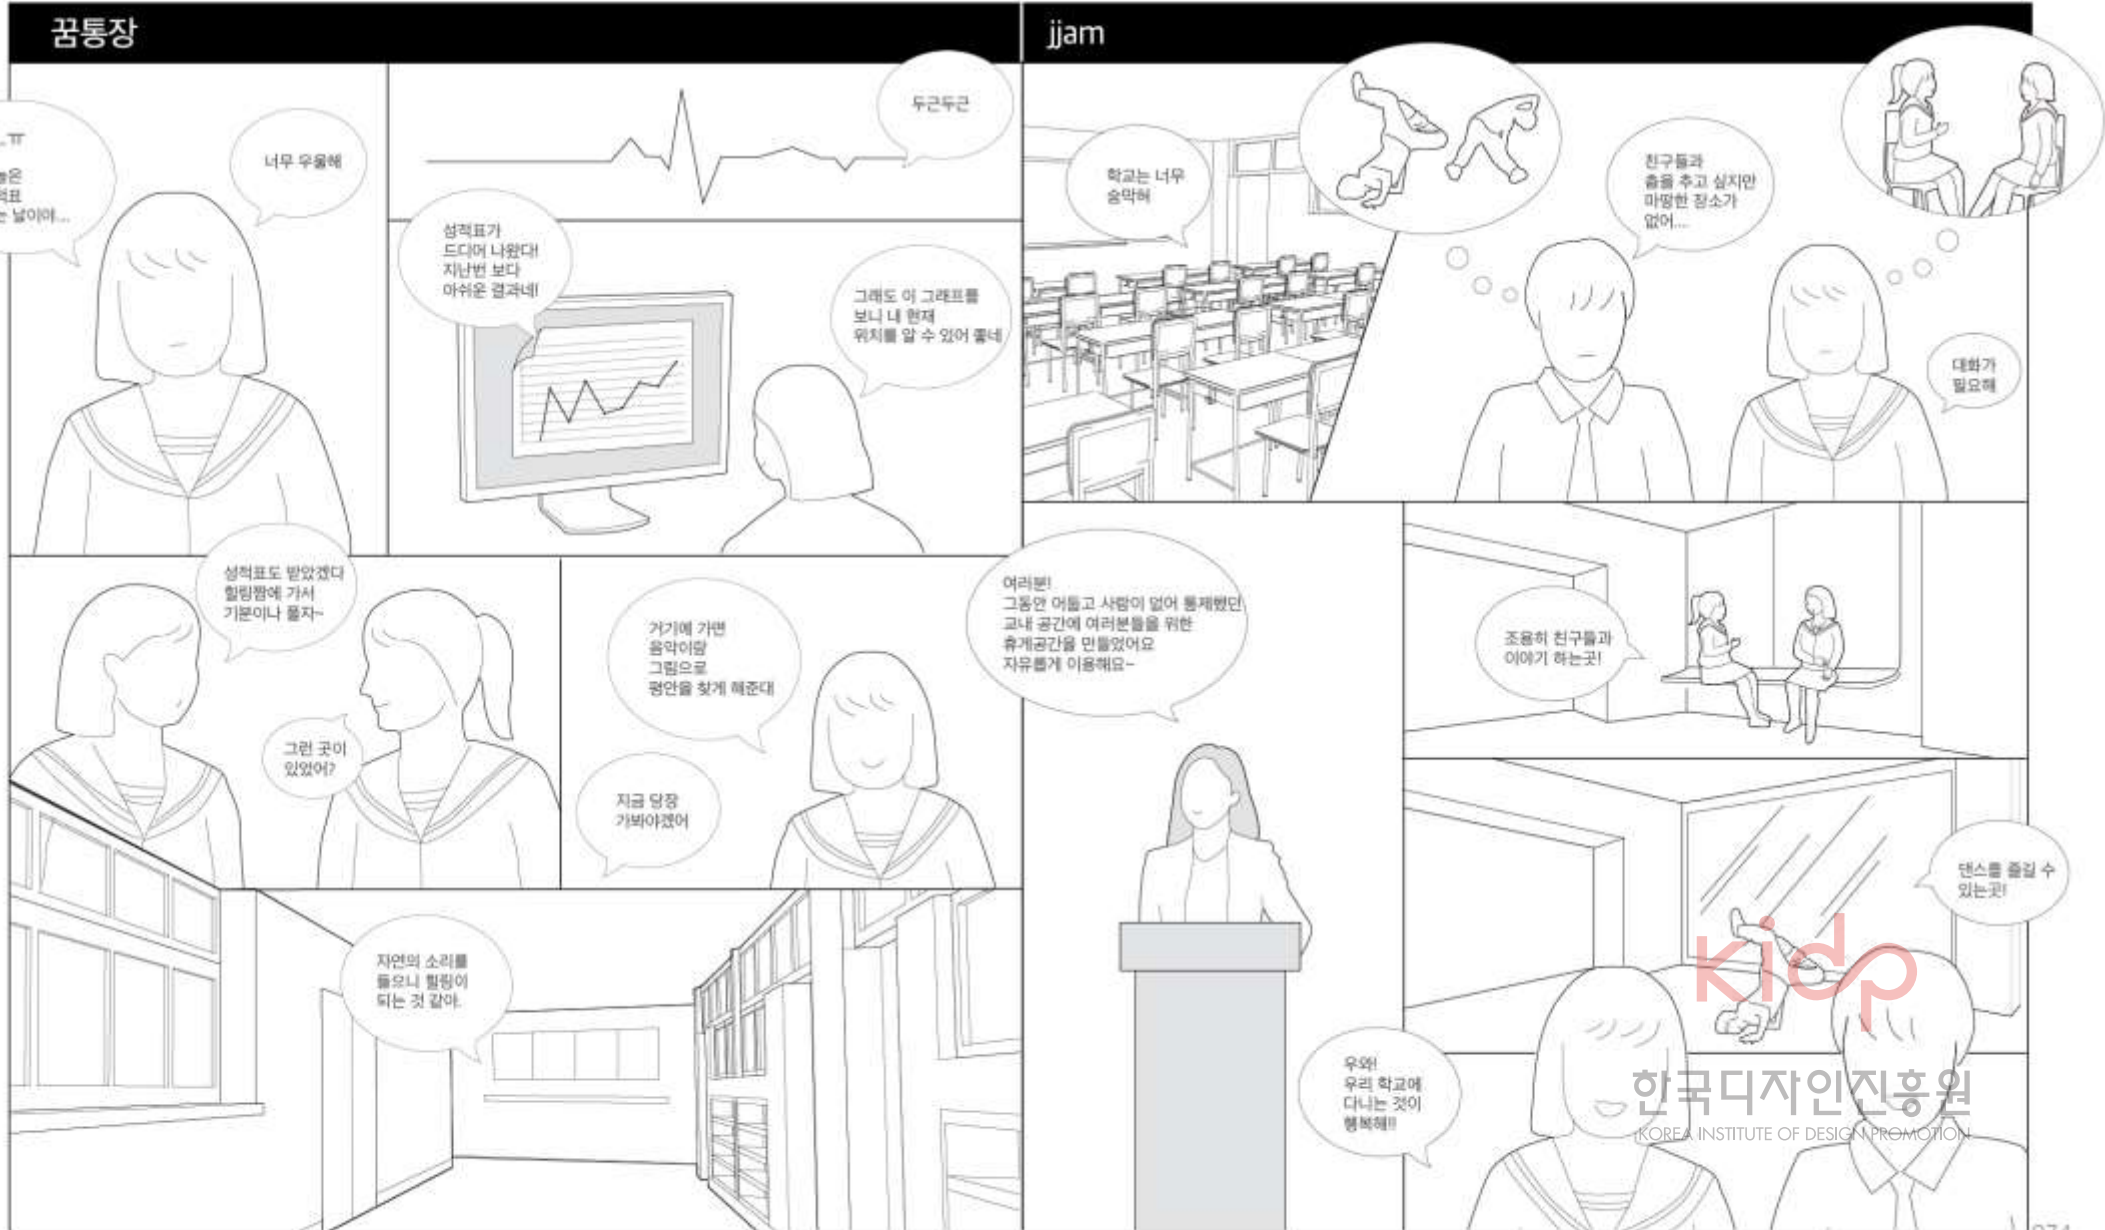 꿈통장
너무 우울해
는 날이야...
두근두근
성적표가
드디어 나왔다!
지난번 보다
아쉬운 결과네!
그래도 이 그래프를
보니 내 현재
위치를 알 수 있어 좋네
성적표도 받았겠다
힐링짬에 가서
기분이나 풀자~
그런 곳이
있었어?
거기에 가면
음악이랑
그림으로
평안을 찾게 해준대
지금 당장
가봐야겠어
자연의 소리를
들으니 힐링이
되는 것 같아.
jjam
학교는 너무
숨막혀
친구들과
춤을 추고 싶지만
마땅한 장소가
없어....
대화가
필요해
여러분!
그동안 어둡고 사람이 없어 통제했던
교내 공간에 여러분들을 위한
휴게공간을 만들었어요
자유롭게 이용해요~
조용히 친구들과
이야기 하는곳!
댄스를 즐길 수
있는곳!
우와!
우리 학교에
다니는 것이
행복해!!
kidp
한국디자인진흥원
KOREA INSTITUTE OF DESIGN PROMOTION